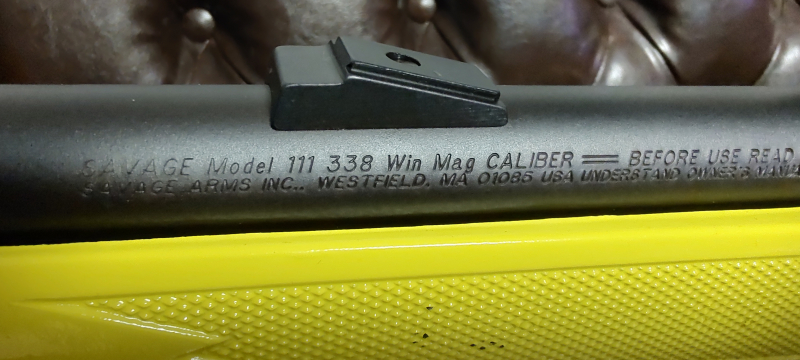 SAVAGE Model 111 338 Win Mag CALIBER == BEFORE USE READ
SAVAGE ARMS INC., WESTFIELD, MA 01085 USA UNDERSTAND OWNER'S MANUA